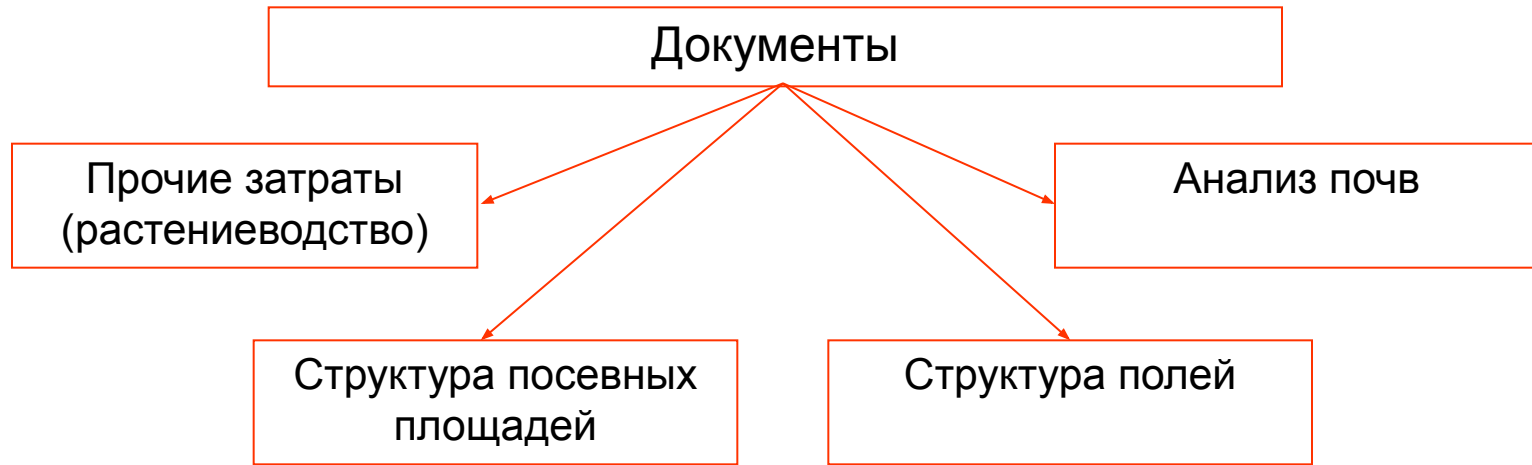 Документы
Прочие затраты
(растениеводство)
Анализ почв
Структура посевных
площадей
Структура полей